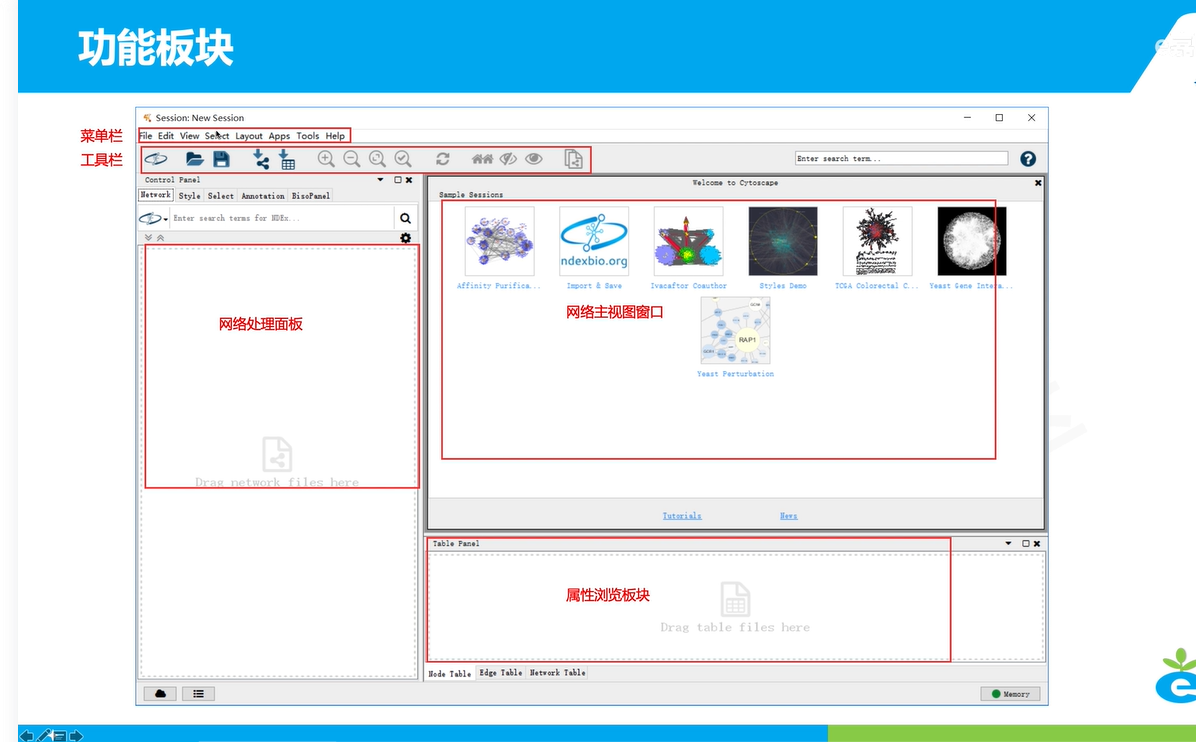 功能板块
Session: New Session
菜单栏
File Edit View Select Layout Apps Tools Help
工具栏
Enter search term...
Control Panel
Welcome to Cytoscape
Network Style Select Annotation BisoPanel
Sample Sessions
Enter search terms for NDEx...
ndexbio.org
Affinity Purifica...
Import & Save
Ivacaftor Coauthor
Styles Demo
TCGA Colorectal C...
Yeast Gene Intera...
网络主视图窗口
网络处理面板
RAP1
Yeast Perturbation
Drag network files here
Tutorials
News
Table Panel
属性浏览板块
Drag table files here
Node Table Edge Table Network Table
Memory